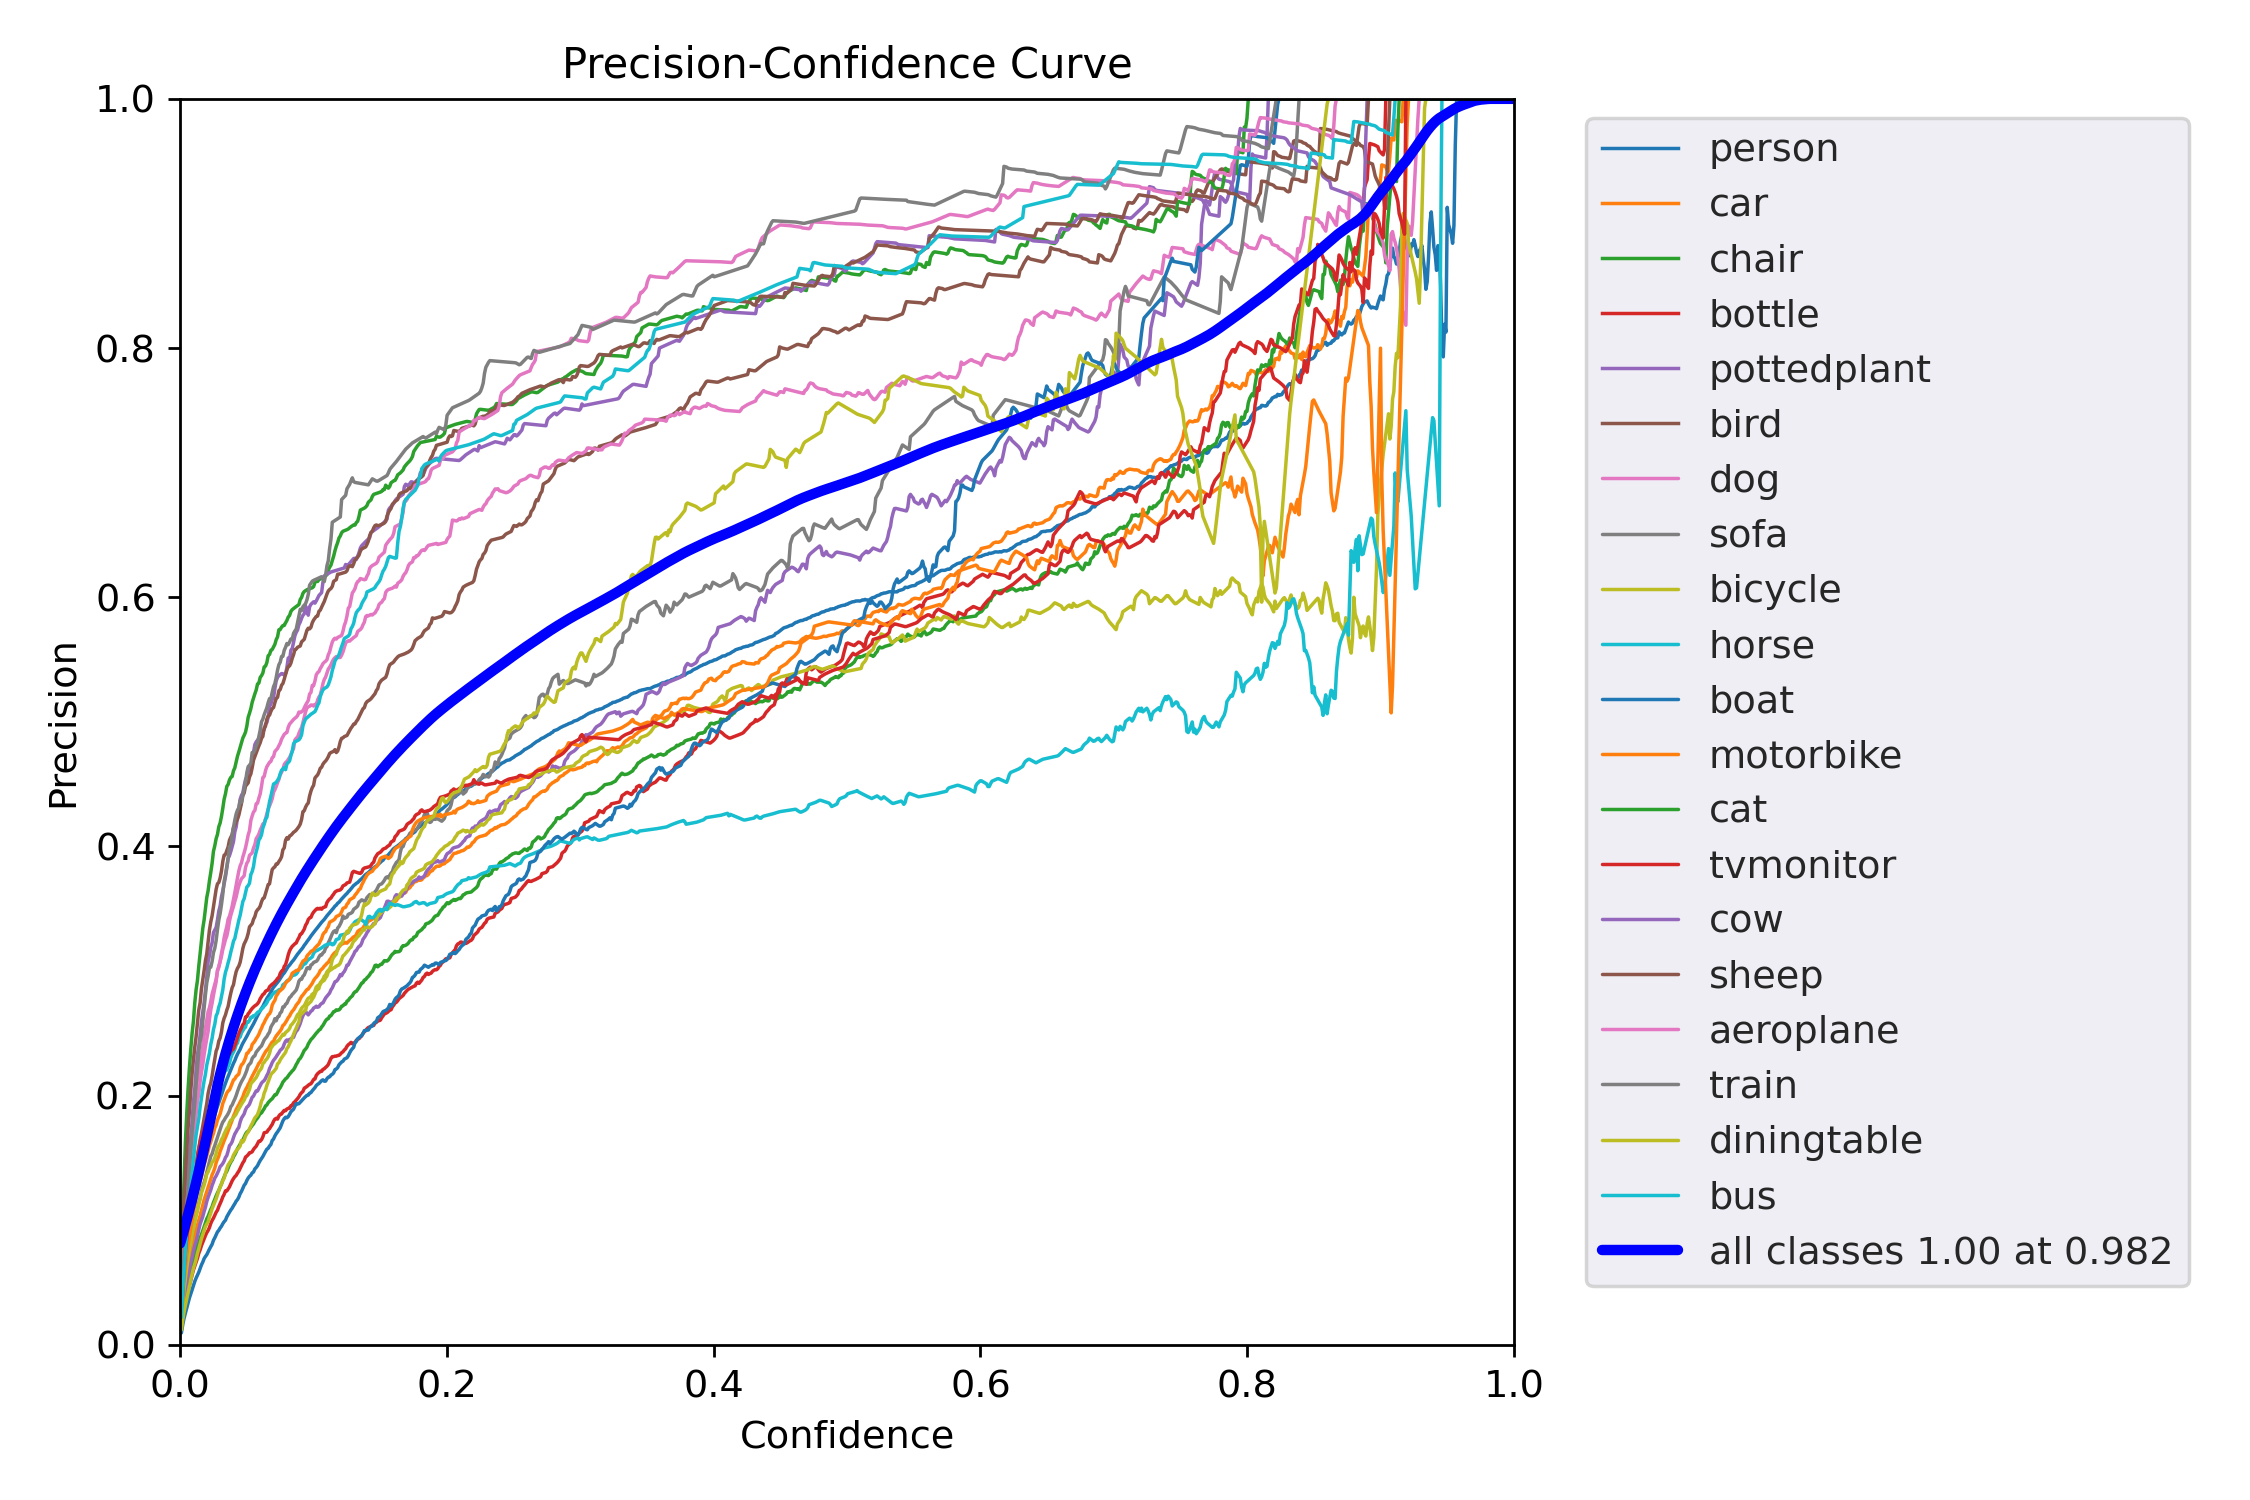 Precision-Confidence Curve
1.0
0.8
0.6
0.4
0.2
0.0
Precision
0.0 0.2 0.4 0.6 0.8 1.0
Confidence
person
car
chair
bottle
pottedplant
bird
dog
sofa
bicycle
horse
boat
motorbike
cat
tvmonitor
cow
sheep
aeroplane
train
diningtable
bus
all classes 1.00 at 0.982